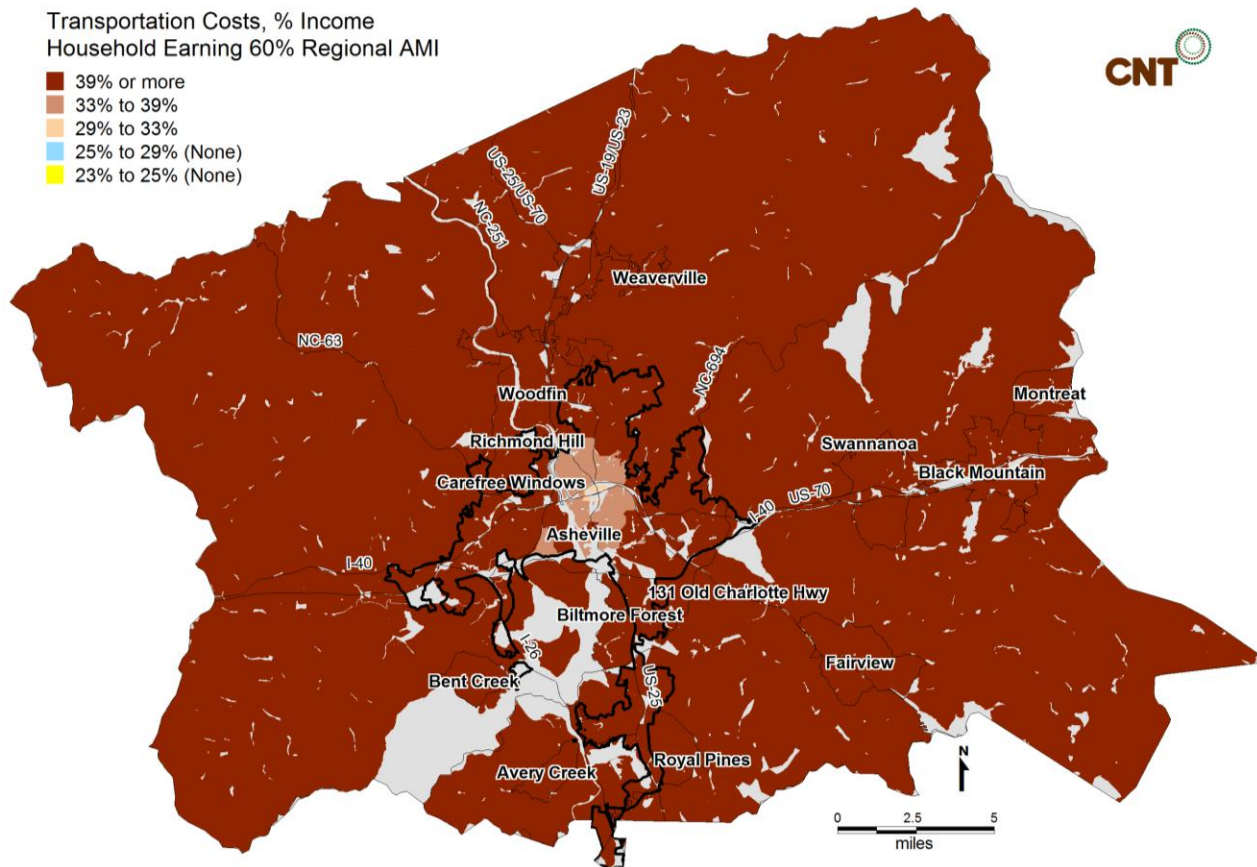 Transportation Costs, % Income
Household Earning 60% Regional AMI
39% or more
33% to 39%
29% to 33%
25% to 29% (None)
23% to 25% (None)
CNT
US-19/US-23
US-25/US-70
NC-251
Weaverville
NC-63
NC-694
Woodfin
Montreat
Richmond Hill
Swannanoa
Black Mountain
Carefree Windows
US-70
I-40
Asheville
I-40
131 Old Charlotte Hwy
Biltmore Forest
I-26
Fairview
Bent Creek
US-25
N
Royal Pines
Avery Creek
0 2.5 5
miles